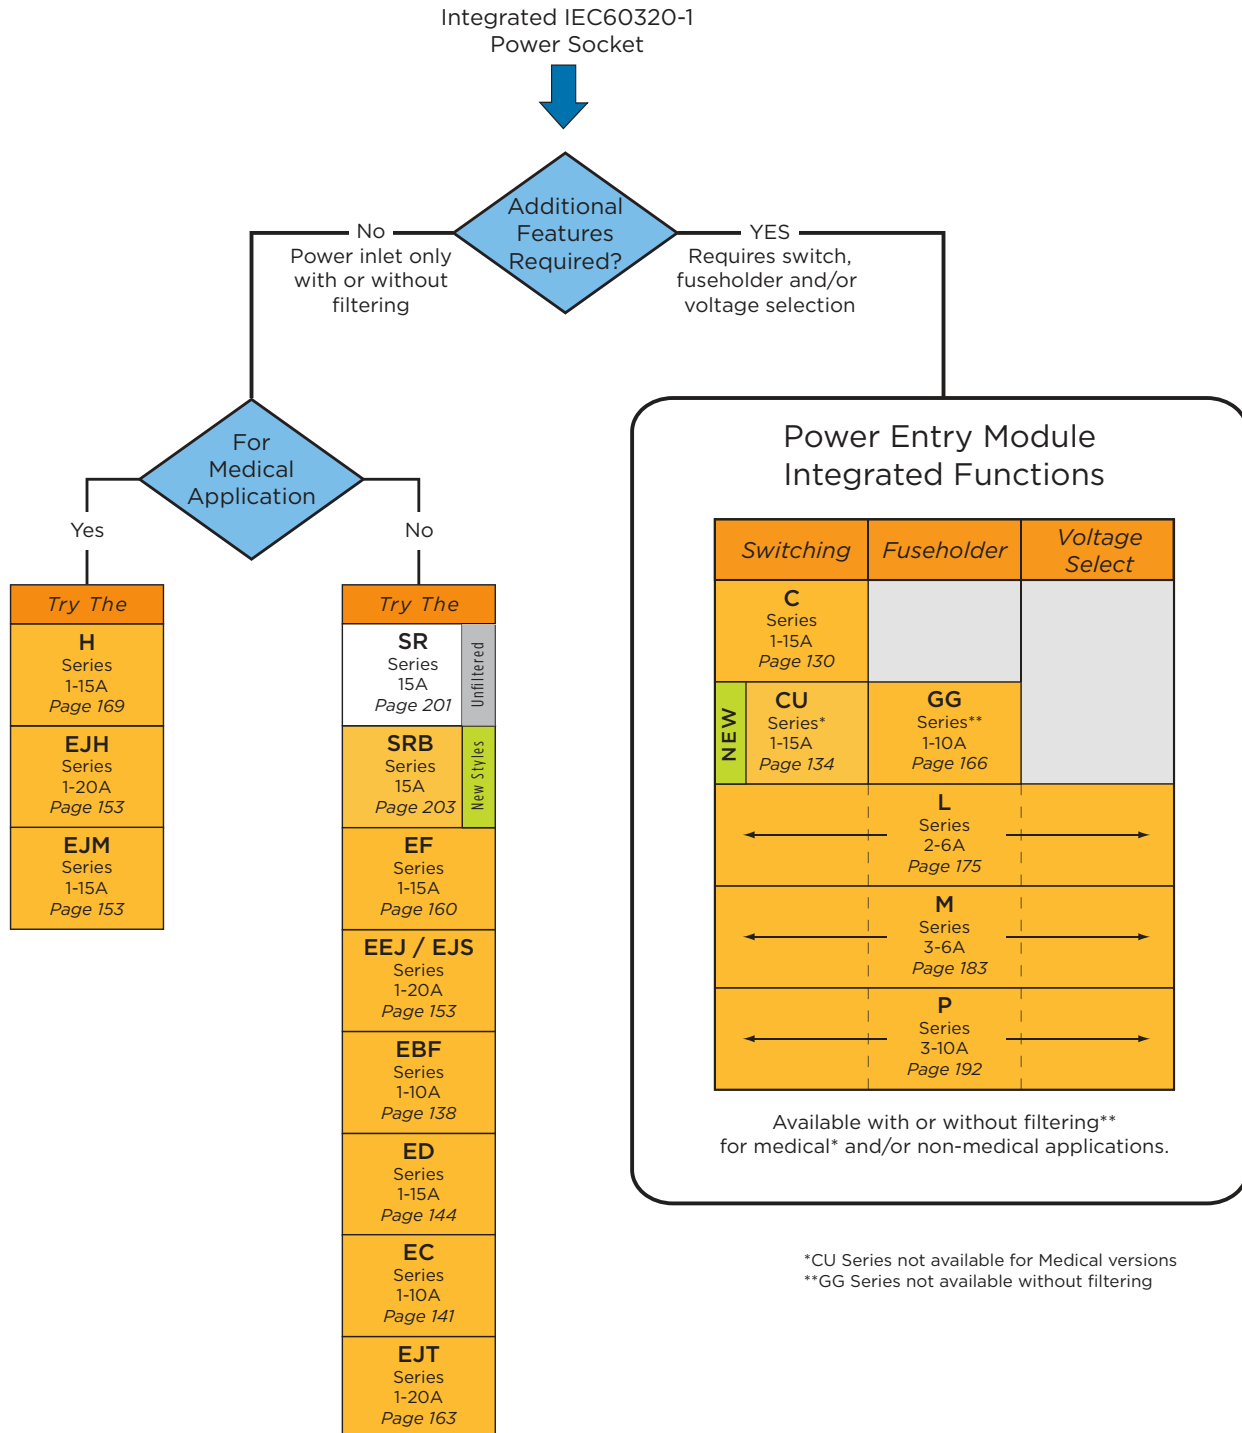 Integrated IEC60320-1
Power Socket
Additional
Features
Required?
No
Power inlet only
with or without
filtering
YES
Requires switch,
fuseholder and/or
voltage selection
For
Medical
Application
Yes
No
Try The
H
Series
1-15A
Page 169
EJH
Series
1-20A
Page 153
EJM
Series
1-15A
Page 153
Try The
SR
Series
15A
Page 201
Unfiltered
SRB
Series
15A
Page 203
New Styles
EF
Series
1-15A
Page 160
EEJ / EJS
Series
1-20A
Page 153
EBF
Series
1-10A
Page 138
ED
Series
1-15A
Page 144
EC
Series
1-10A
Page 141
EJT
Series
1-20A
Page 163
Power Entry Module
Integrated Functions
Switching
Fuseholder
Voltage
Select
C
Series
1-15A
Page 130
NEW
CU
Series*
1-15A
Page 134
GG
Series**
1-10A
Page 166
L
Series
2-6A
Page 175
M
Series
3-6A
Page 183
P
Series
3-10A
Page 192
Available with or without filtering**
for medical* and/or non-medical applications.
*CU Series not available for Medical versions
**GG Series not available without filtering